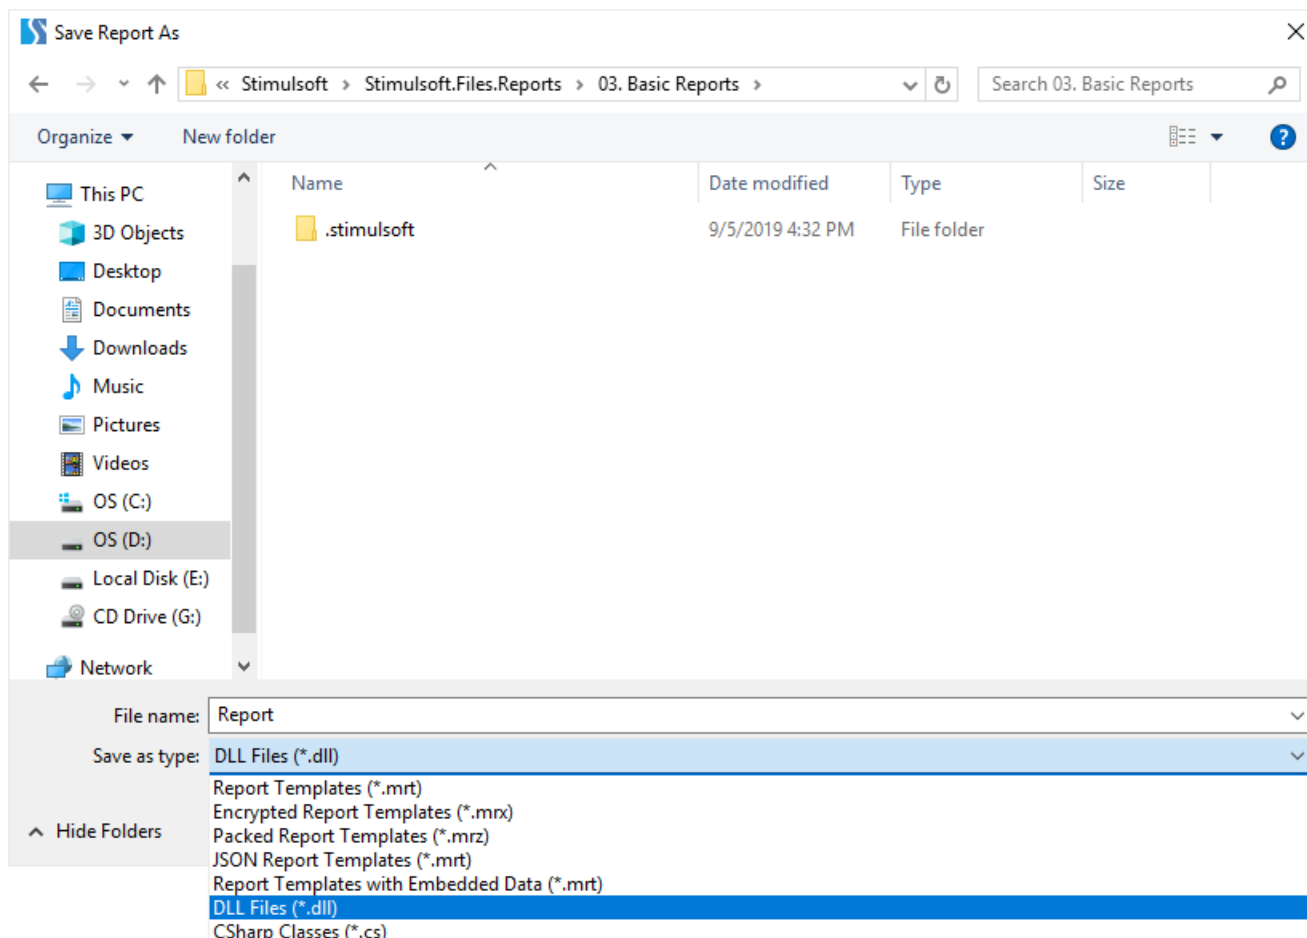 Save Report As
« Stimulsoft > Stimulsoft.Files.Reports > 03. Basic Reports >
Search 03. Basic Reports
Organize
New folder
?
Name
Date modified
Type
Size
.stimulsoft
9/5/2019 4:32 PM
File folder
This PC
3D Objects
Desktop
Documents
Downloads
Music
Pictures
Videos
OS (C:)
OS (D:)
Local Disk (E:)
CD Drive (G:)
Network
File name: Report
Save as type: DLL Files (*.dll)
Report Templates (*.mrt)
Encrypted Report Templates (*.mrx)
Packed Report Templates (*.mrz)
JSON Report Templates (*.mrt)
Report Templates with Embedded Data (*.mrt)
DLL Files (*.dll)
CSharp Classes (*.cs)
Hide Folders